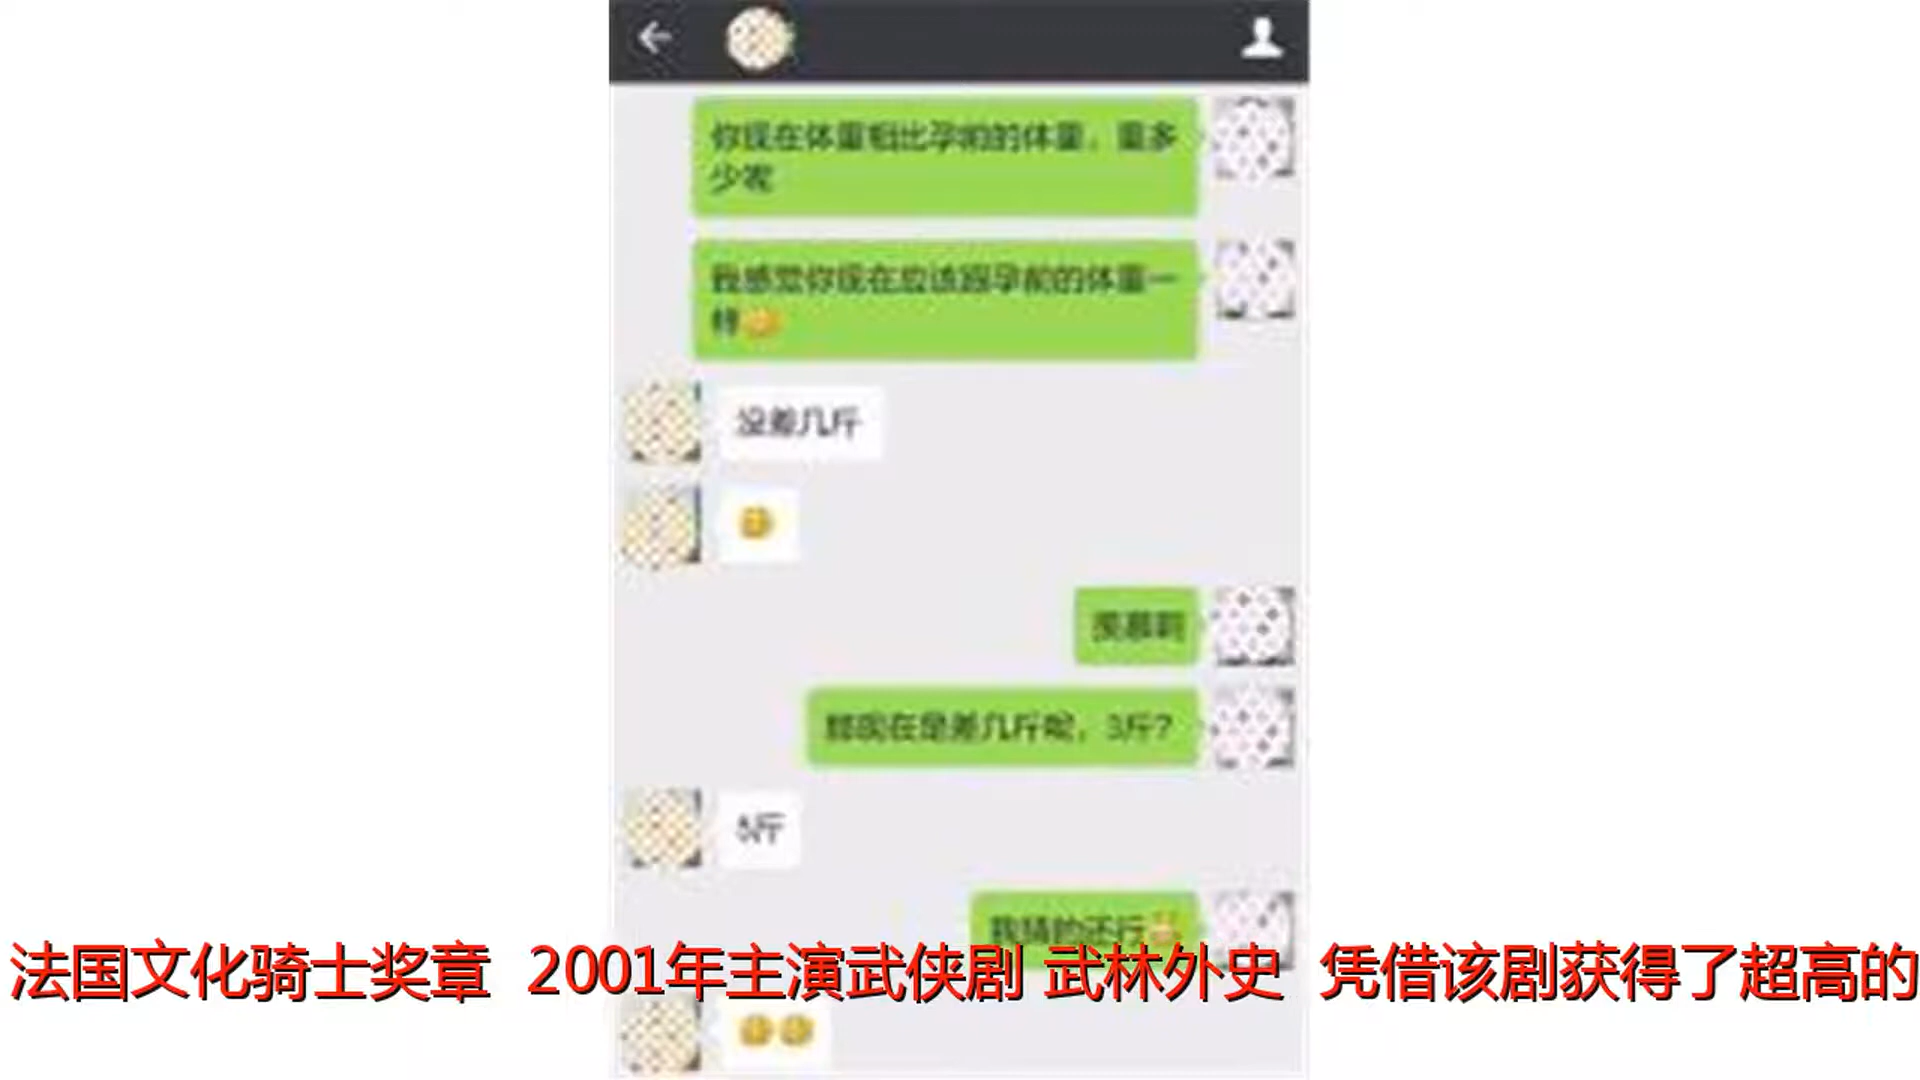 你现在体重相比孕前的体重，重多
少呢
我感觉你现在应该跟孕前的体重一
样
没差几斤
羡慕啊
那现在是差几斤呢，3斤？
5斤
我猜的还行
法国文化骑士奖章 2001年主演武侠剧 武林外史 凭借该剧获得了超高的